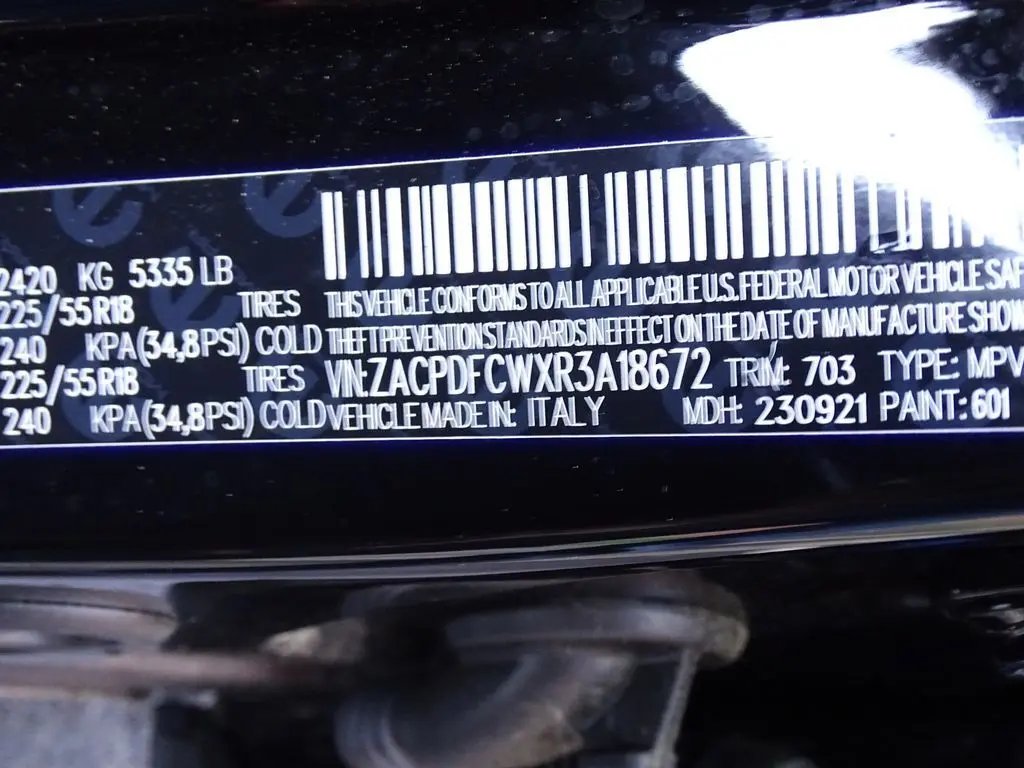 2420 KG 5335 LB
225/55R18 TIRES
240 KPA(34,8PSI) COLD
225/55R18 TIRES
240 KPA(34,8PSI) COLD
THIS VEHICLE CONFORMS TO ALL APPLICABLE U.S. FEDERAL MOTOR VEHICLE SAF
THEFT PREVENTION STANDARDS IN EFFECT ON THE DATE OF MANUFACTURE SHOW
VIN:ZACPDFCWXR3A18672 TRIM: 703 TYPE: MPV
VEHICLE MADE IN: ITALY MDH: 230921 PAINT: 601